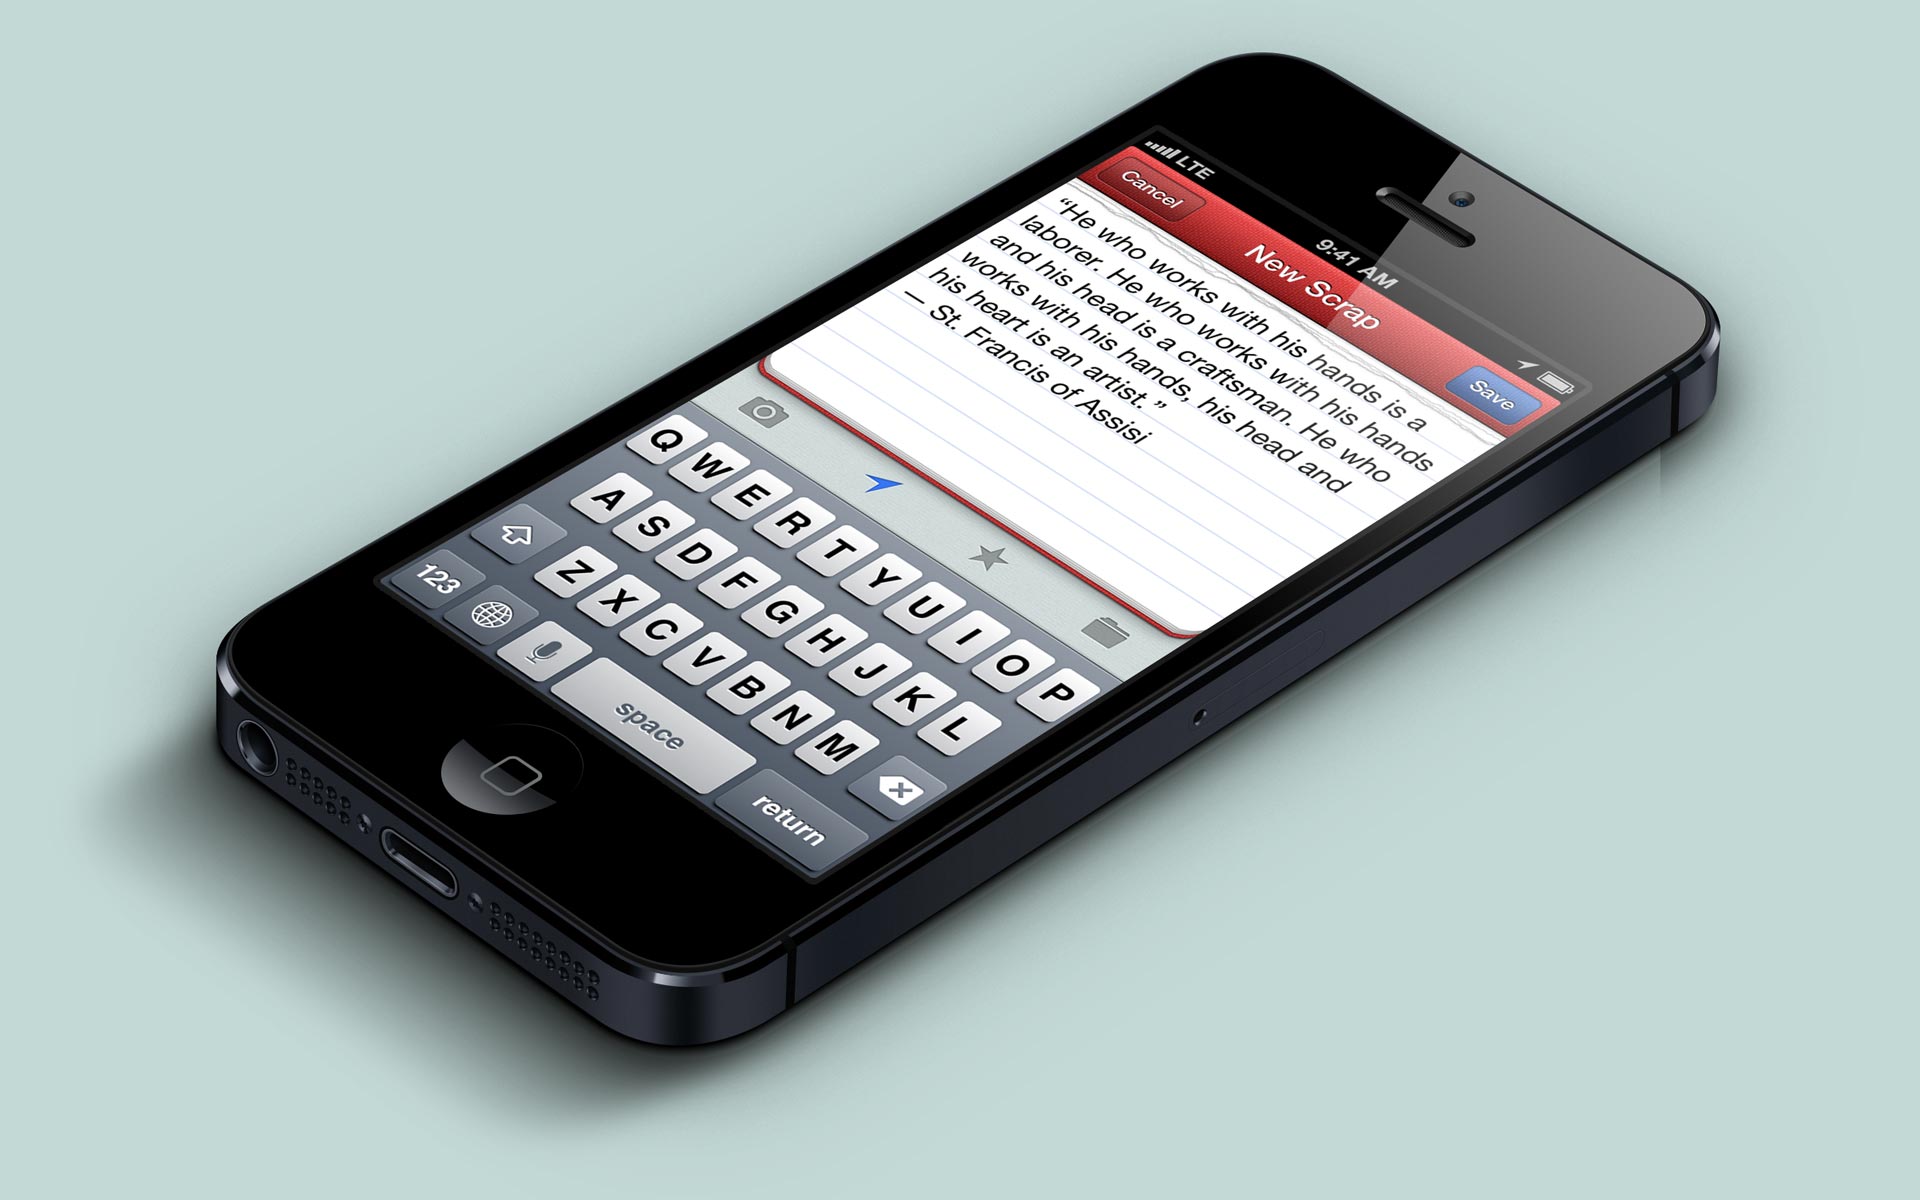 LTE
9:41 AM
Cancel
New Scrap
Save
“He who works with his hands is a
laborer. He who works with his hands
and his head is a craftsman. He who
works with his hands, his head and
his heart is an artist. ”
— St. Francis of Assisi
Q W E R T Y U I O P
A S D F G H J K L
Z X C V B N M
123
space
return